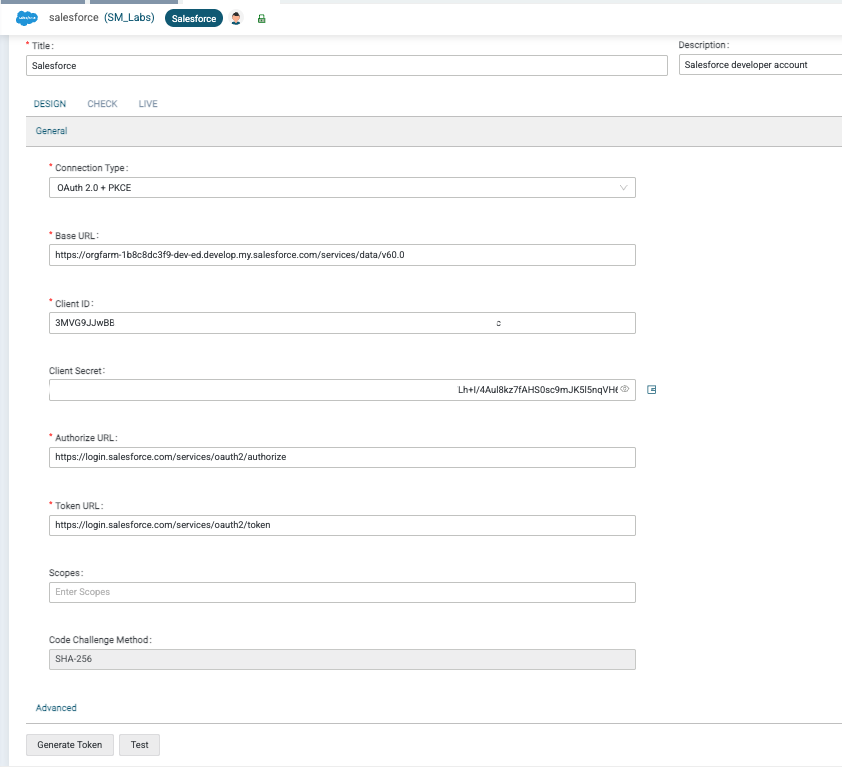 salesforce (SM_Labs) Salesforce
* Title:
Description:
Salesforce
Salesforce developer account
DESIGN CHECK LIVE
General
* Connection Type:
OAuth 2.0 + PKCE
* Base URL:
https://orgfarm-1b8c8dc3f9-dev-ed.develop.my.salesforce.com/services/data/v60.0
* Client ID:
3MVG9JJwBB c
Client Secret:
* Authorize URL:
https://login.salesforce.com/services/oauth2/authorize
* Token URL:
https://login.salesforce.com/services/oauth2/token
Scopes:
Enter Scopes
Code Challenge Method:
SHA-256
Advanced
Generate Token Test